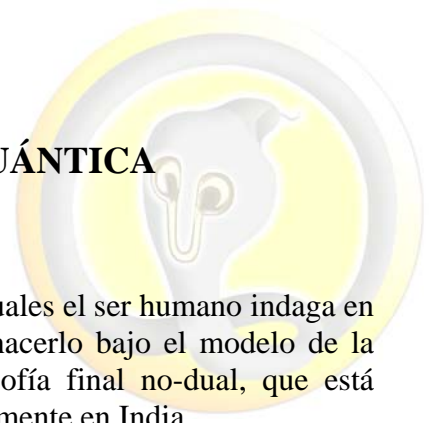 UÁNTICA
uales el ser humano indaga en
hacerlo bajo el modelo de la
sofía final no-dual, que está
mente en India